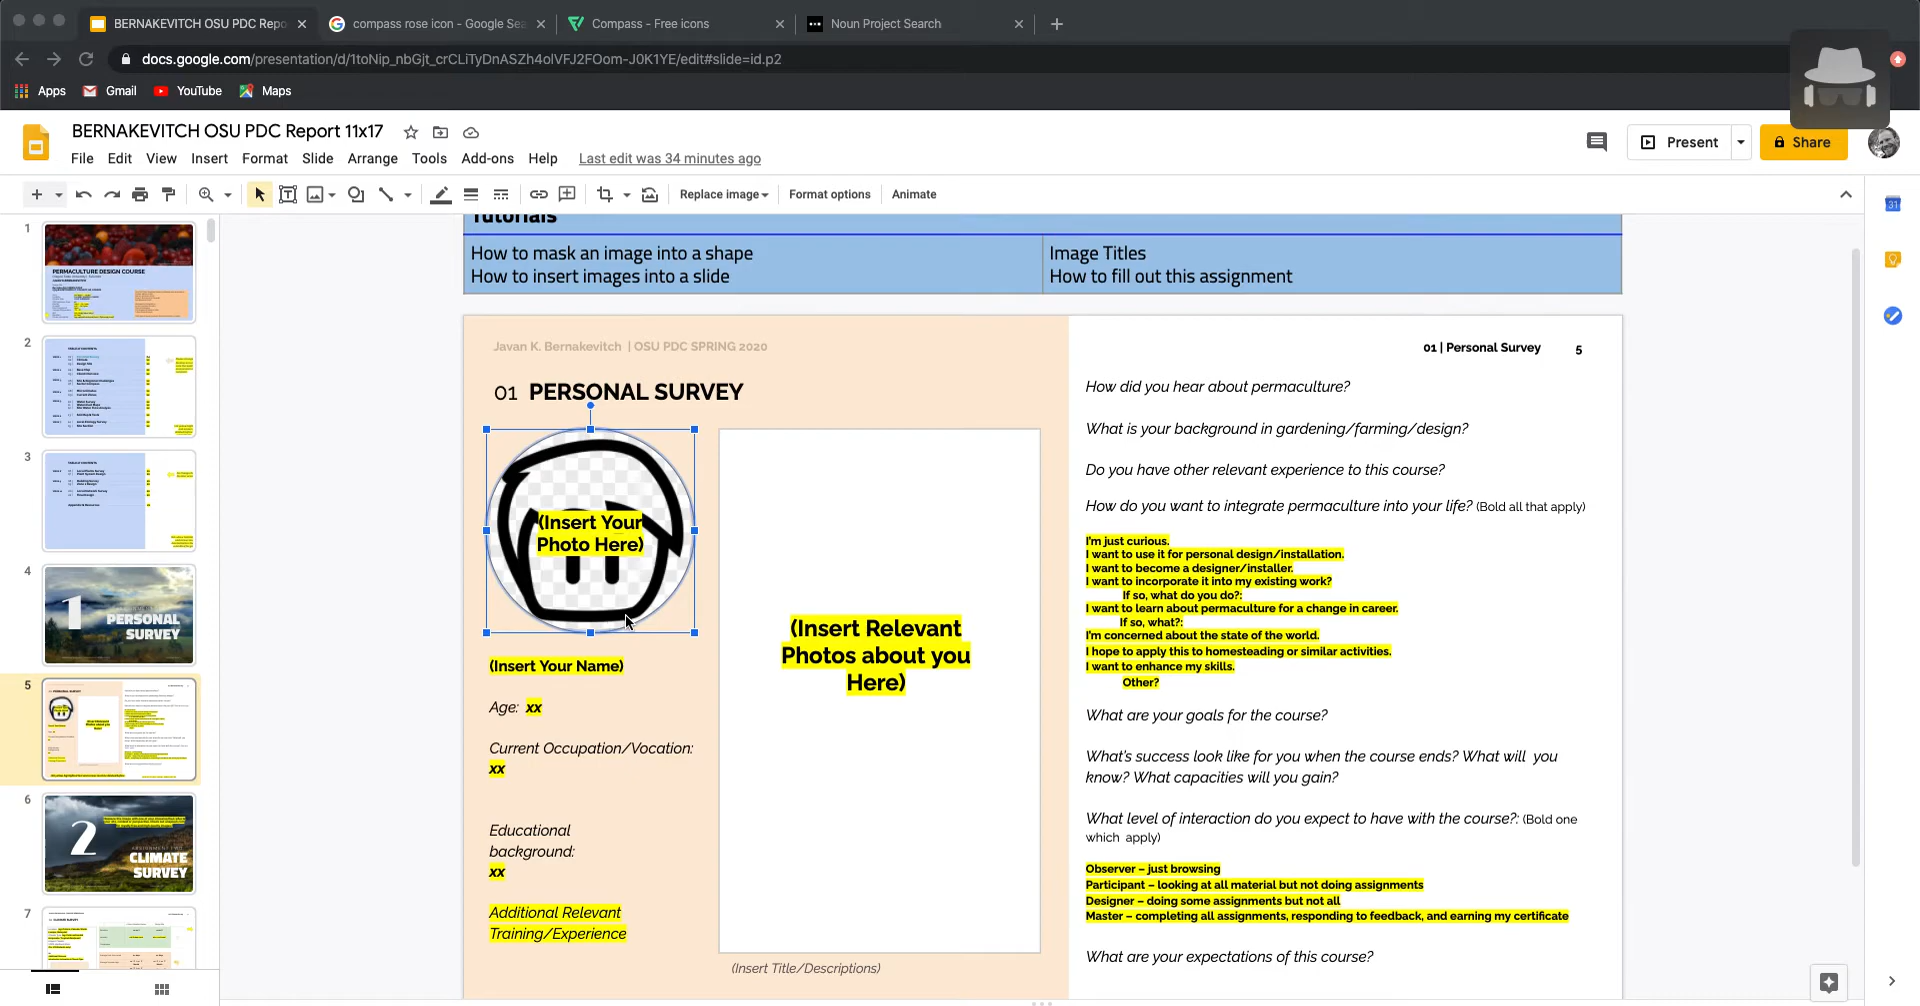 BERNAKEVITCH OSU PDC Repo
compass rose icon - Google Sea
Compass - Free icons
Noun Project Search
docs.google.com/presentation/d/1toNip_nbGjt_crCLiTyDnASZh4olVFJ2FOom-J0K1YE/edit#slide=id.p2
Apps
Gmail
YouTube
Maps
BERNAKEVITCH OSU PDC Report 11x17
File Edit View Insert Format Slide Arrange Tools Add-ons Help Last edit was 34 minutes ago
Present
Share
Replace image
Format options
Animate
31
1
PERMACULTURE DESIGN COURSE
2
3
4
1
PERSONAL
SURVEY
5
6
2
CLIMATE
SURVEY
7
Tutorials
How to mask an image into a shape
How to insert images into a slide
Image Titles
How to fill out this assignment
Javan K. Bernakevitch | OSU PDC SPRING 2020
01 PERSONAL SURVEY
(Insert Your
Photo Here)
(Insert Your Name)
Age: xx
Current Occupation/Vocation:
xx
Educational
background:
xx
Additional Relevant
Training/Experience
(Insert Relevant
Photos about you
Here)
(Insert Title/Descriptions)
01 | Personal Survey 5
How did you hear about permaculture?
What is your background in gardening/farming/design?
Do you have other relevant experience to this course?
How do you want to integrate permaculture into your life? (Bold all that apply)
I'm just curious.
I want to use it for personal design/installation.
I want to become a designer/installer.
I want to incorporate it into my existing work?
If so, what do you do?:
I want to learn about permaculture for a change in career.
If so, what?:
I'm concerned about the state of the world.
I hope to apply this to homesteading or similar activities.
I want to enhance my skills.
Other?
What are your goals for the course?
What's success look like for you when the course ends? What will you
know? What capacities will you gain?
What level of interaction do you expect to have with the course?: (Bold one
which apply)
Observer – just browsing
Participant – looking at all material but not doing assignments
Designer – doing some assignments but not all
Master – completing all assignments, responding to feedback, and earning my certificate
What are your expectations of this course?